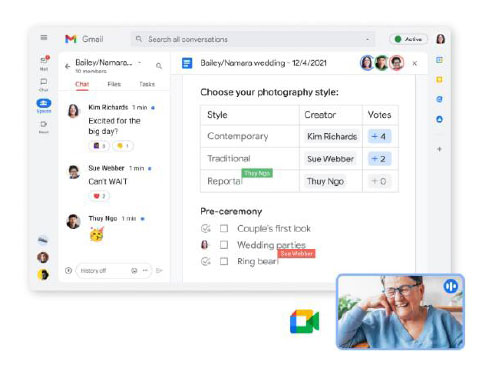 Gmail
Search all conversations
Active
Bailey/Namara...
10 members
Chat Files Tasks
Kim Richards 1 min
Excited for the
big day?
3 1
Sue Webber 1 min
Can't WAIT
2
Thuy Ngo 1 min
History off
Mail
Chat
Spaces
Meet
Bailey/Namara wedding - 12/4/2021
Choose your photography style:
Style Creator Votes
Contemporary Kim Richards + 4
Traditional Sue Webber + 2
Reportal Thuy Ngo + 0
Thuy Ngo
Pre-ceremony
Couple's first look
Wedding parties
Sue Webber
Ring bearl